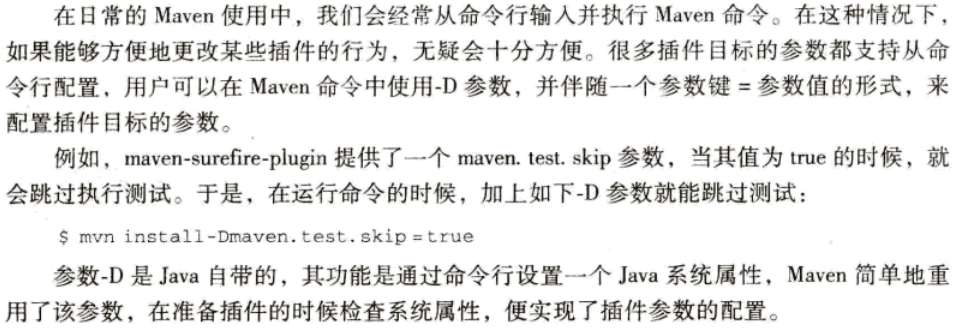 在日常的 Maven 使用中，我们会经常从命令行输入并执行 Maven 命令。在这种情况下，
如果能够方便地更改某些插件的行为，无疑会十分方便。很多插件目标的参数都支持从命
令行配置，用户可以在 Maven 命令中使用-D 参数，并伴随一个参数键 = 参数值的形式，来
配置插件目标的参数。
例如，maven-surefire-plugin 提供了一个 maven. test. skip 参数，当其值为 true 的时候，就
会跳过执行测试。于是，在运行命令的时候，加上如下-D 参数就能跳过测试：
$ mvn install-Dmaven.test.skip=true
参数-D 是 Java 自带的，其功能是通过命令行设置一个 Java 系统属性，Maven 简单地重
用了该参数，在准备插件的时候检查系统属性，便实现了插件参数的配置。